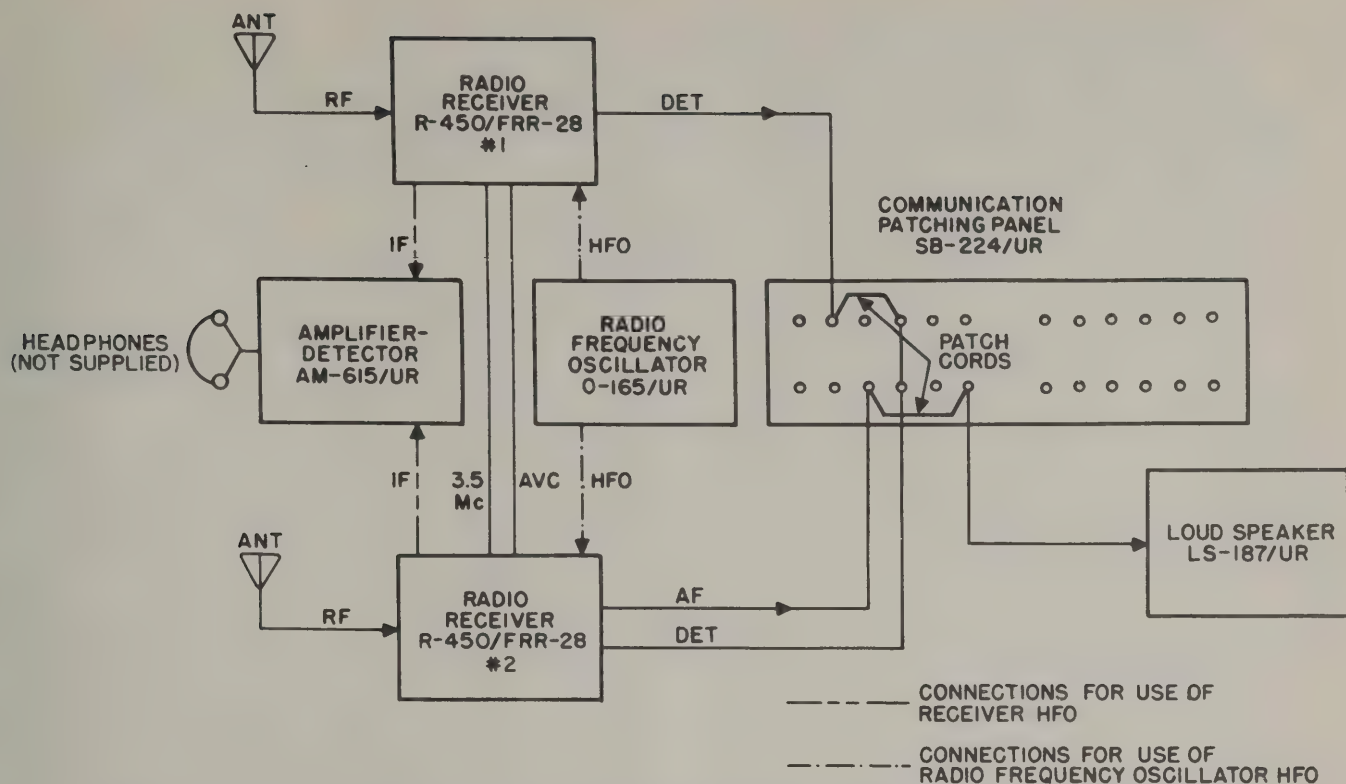 ANT
RF
RADIO
RECEIVER
R-450/FRR-28
#1
DET
COMMUNICATION
PATCHING PANEL
SB-224/UR
IF
HFO
HEADPHONES
(NOT SUPPLIED)
AMPLIFIER-
DETECTOR
AM-615/UR
RADIO
FREQUENCY
OSCILLATOR
O-165/UR
PATCH
CORDS
IF
3.5
Mc
AVC
HFO
LOUD SPEAKER
LS-187/UR
ANT
RF
RADIO
RECEIVER
R-450/FRR-28
#2
AF
DET
CONNECTIONS FOR USE OF
RECEIVER HFO
CONNECTIONS FOR USE OF
RADIO FREQUENCY OSCILLATOR HFO